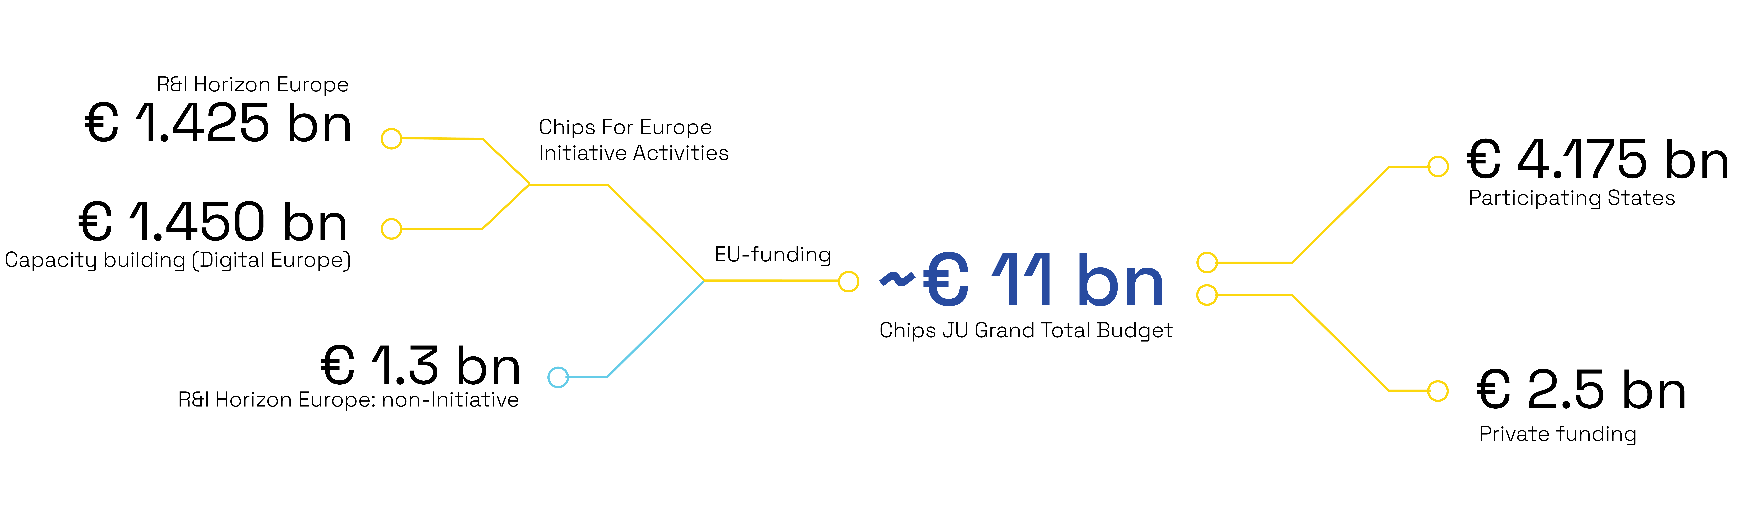 R&I Horizon Europe
€ 1.425 bn
€ 1.450 bn
Capacity building (Digital Europe)
Chips For Europe
Initiative Activities
€ 1.3 bn
R&I Horizon Europe: non-Initiative
EU-funding
~€ 11 bn
Chips JU Grand Total Budget
€ 4.175 bn
Participating States
€ 2.5 bn
Private funding